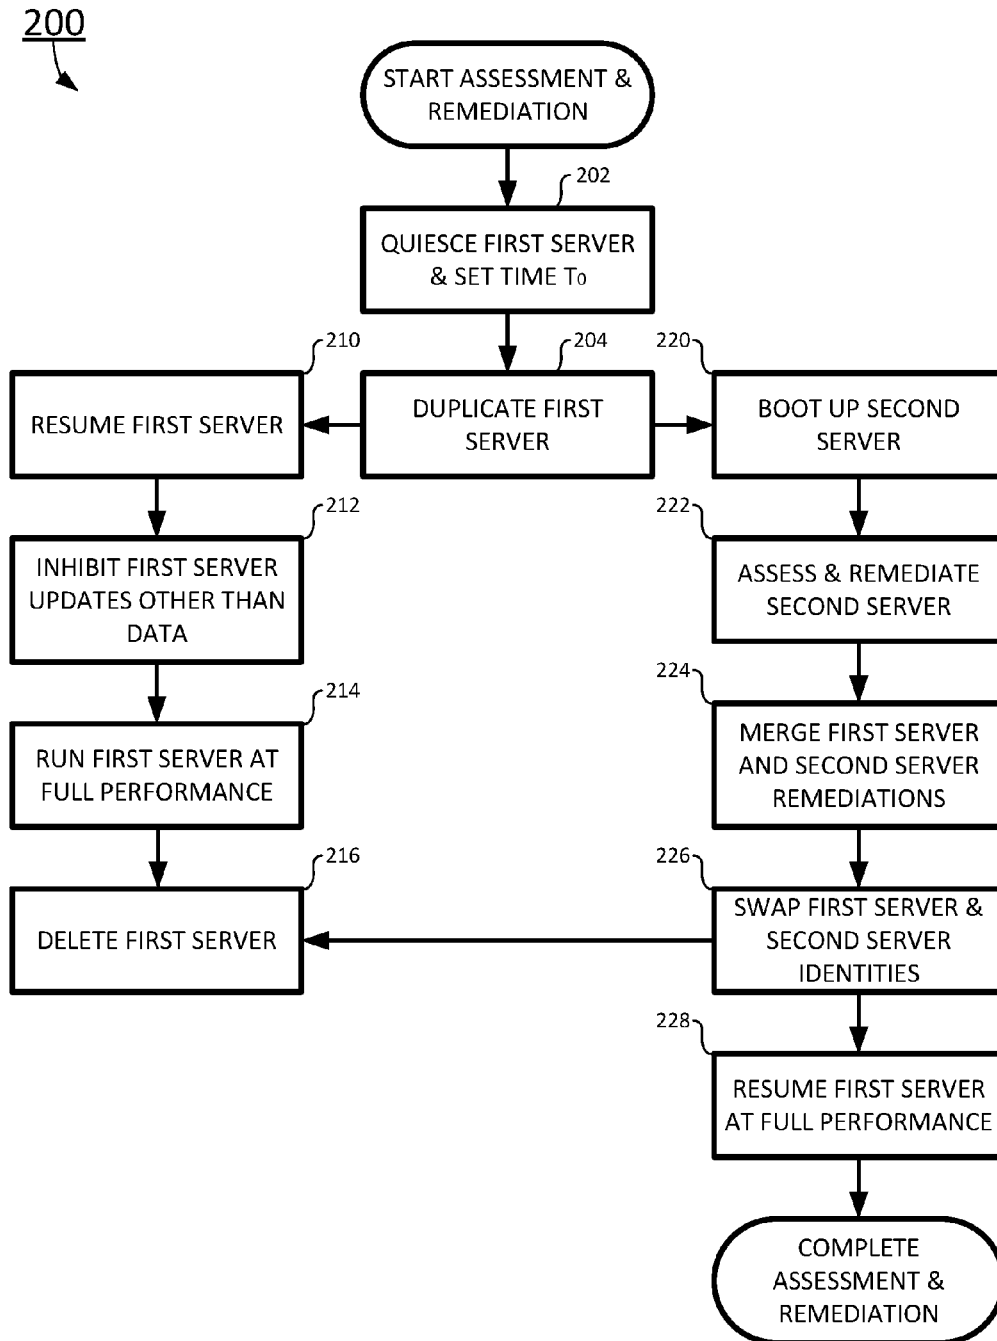 200
START ASSESSMENT &
REMEDIATION
202
QUIESCE FIRST SERVER
& SET TIME T₀
210
204
220
RESUME FIRST SERVER
DUPLICATE FIRST
SERVER
BOOT UP SECOND
SERVER
212
INHIBIT FIRST SERVER
UPDATES OTHER THAN
DATA
222
ASSESS & REMEDIATE
SECOND SERVER
214
RUN FIRST SERVER AT
FULL PERFORMANCE
224
MERGE FIRST SERVER
AND SECOND SERVER
REMEDIATIONS
216
DELETE FIRST SERVER
226
SWAP FIRST SERVER &
SECOND SERVER
IDENTITIES
228
RESUME FIRST SERVER
AT FULL PERFORMANCE
COMPLETE
ASSESSMENT &
REMEDIATION